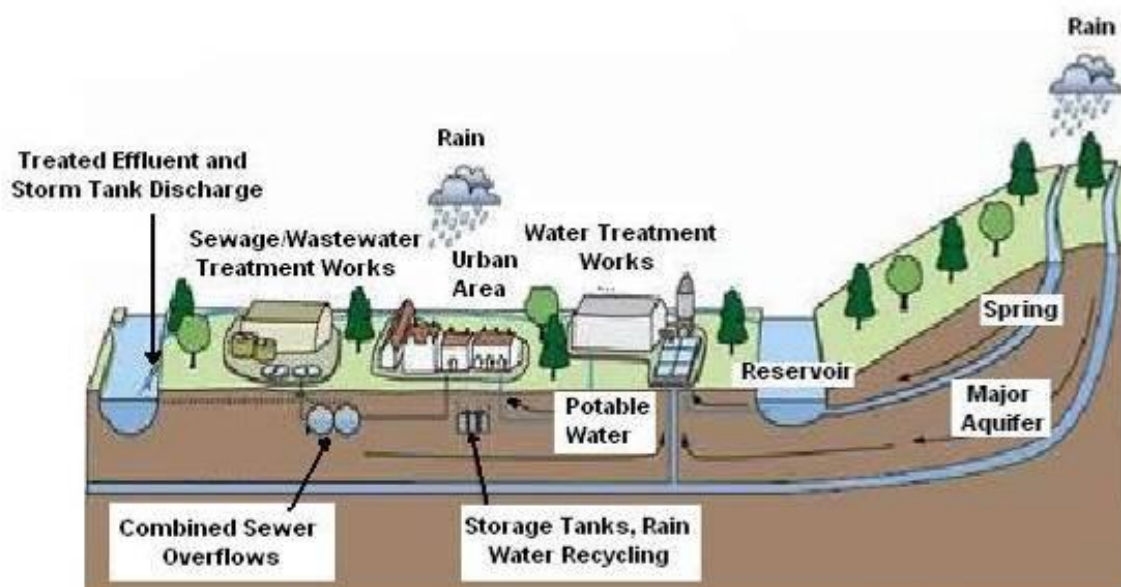 Rain
Rain
Treated Effluent and
Storm Tank Discharge
Sewage/Wastewater
Treatment Works
Urban
Area
Water Treatment
Works
Spring
Reservoir
Major
Aquifer
Potable
Water
Combined Sewer
Overflows
Storage Tanks, Rain
Water Recycling